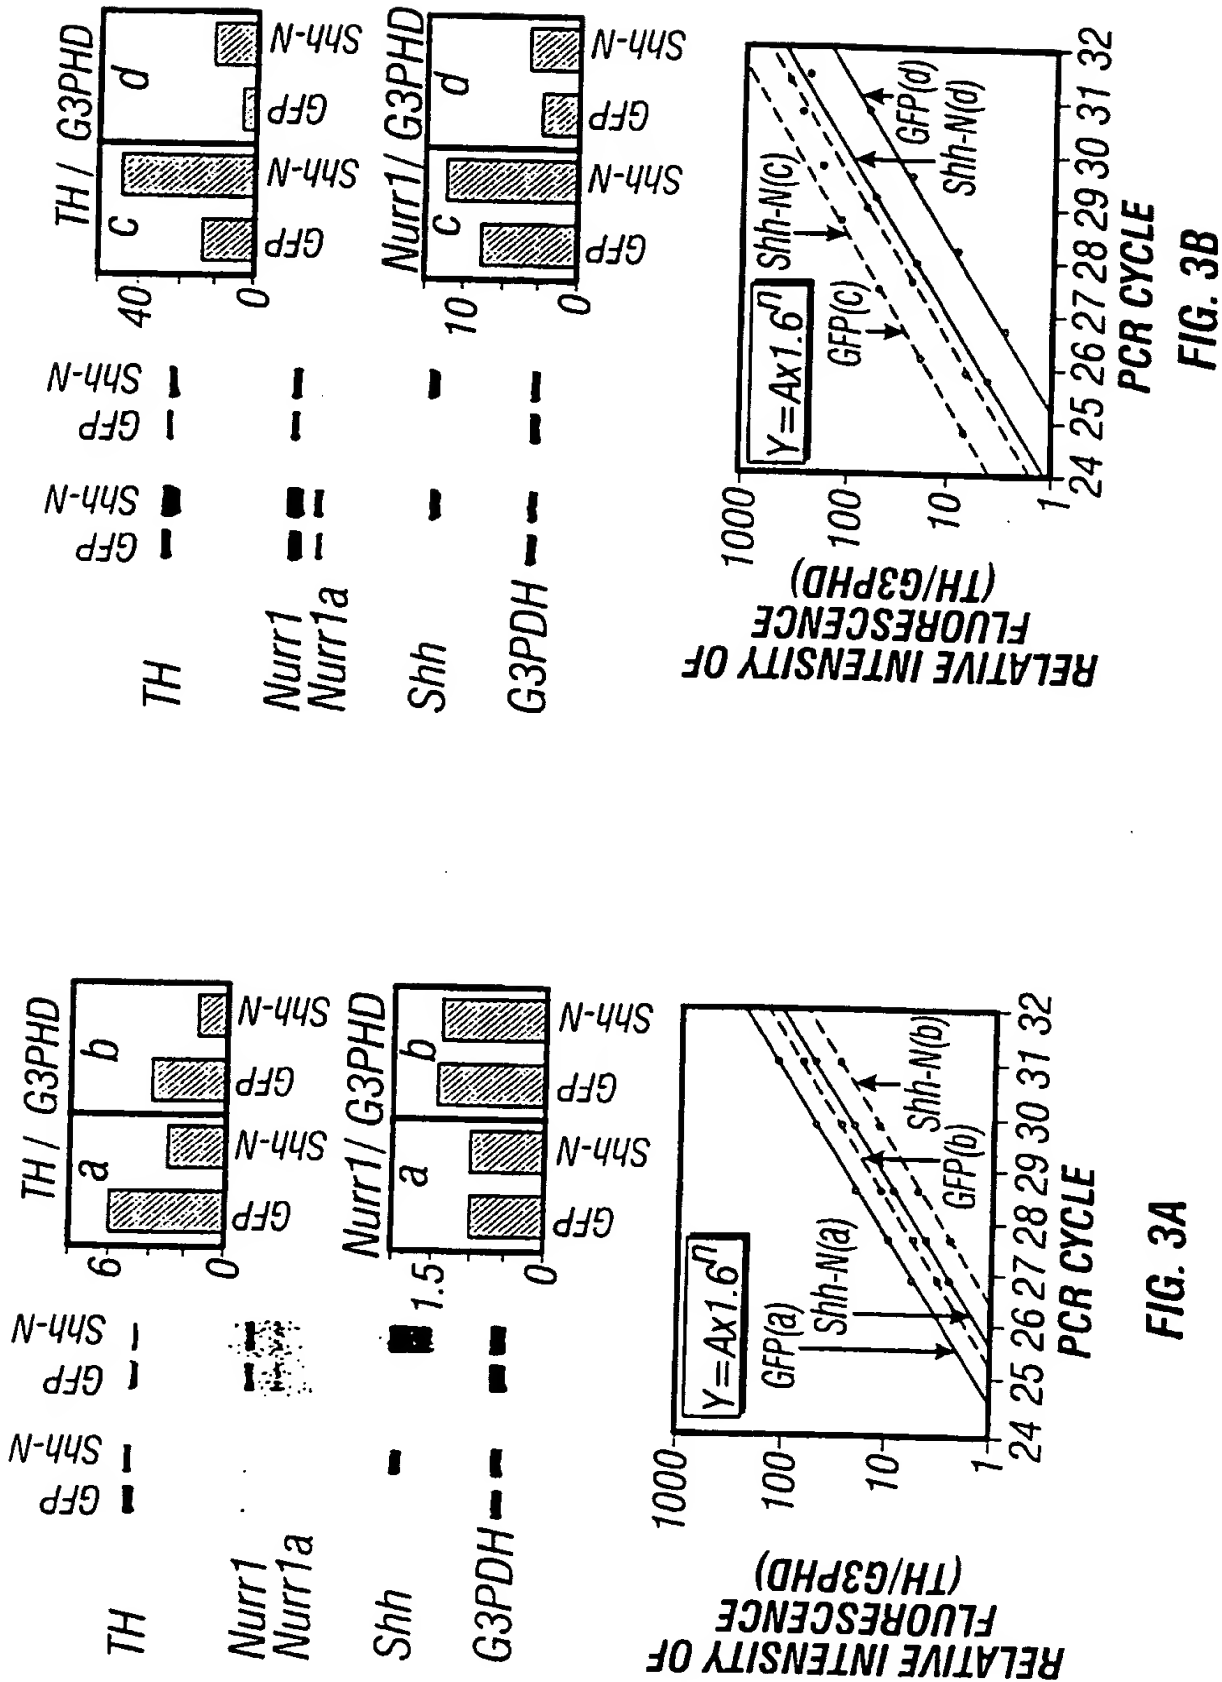 GFP Shh-N GFP Shh-N
TH
Nurr1
Nurr1a
Shh
G3PDH
TH / G3PHD
6
0
a b
GFP Shh-N GFP Shh-N
Nurr1/ G3PHD
1.5
0
a b
GFP Shh-N GFP Shh-N
RELATIVE INTENSITY OF
FLUORESCENCE
(TH/G3PHD)
1000
100
10
1
Y=Ax1.6ⁿ
GFP(a)
Shh-N(a)
GFP(b)
Shh-N(b)
24 25 26 27 28 29 30 31 32
PCR CYCLE
FIG. 3A
GFP Shh-N GFP Shh-N
TH
Nurr1
Nurr1a
Shh
G3PDH
TH / G3PHD
40
0
c d
GFP Shh-N GFP Shh-N
Nurr1/ G3PHD
10
0
c d
GFP Shh-N GFP Shh-N
RELATIVE INTENSITY OF
FLUORESCENCE
(TH/G3PHD)
1000
100
10
1
Y=Ax1.6ⁿ
GFP(c)
Shh-N(c)
Shh-N(d)
GFP(d)
24 25 26 27 28 29 30 31 32
PCR CYCLE
FIG. 3B